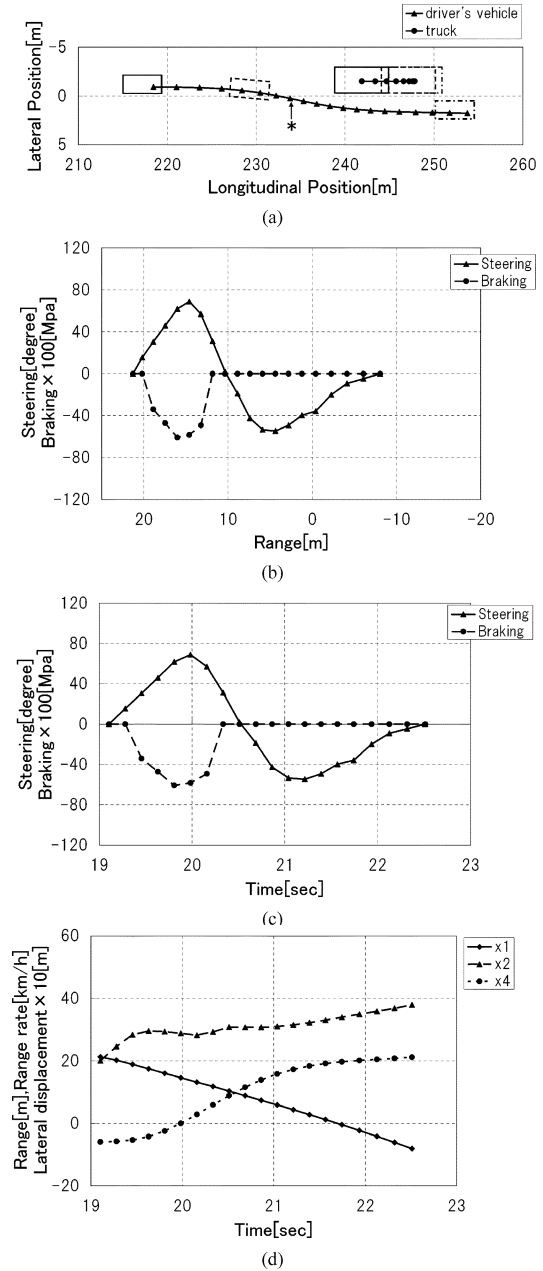 driver's vehicle
truck
Lateral Position[m]
-5
0
5
210 220 230 240 250 260
*
Longitudinal Position[m]
(a)
Steering[degree]
Braking×100[Mpa]
120
80
40
0
-40
-80
-120
Steering
Braking
20 10 0 -10 -20
Range[m]
(b)
Steering[degree]
Braking×100[Mpa]
120
80
40
0
-40
-80
-120
Steering
Braking
19 20 21 22 23
Time[sec]
(c)
Range[m],Range rate[km/h]
Lateral displacement×10[m]
60
40
20
0
-20
x1
x2
x4
19 20 21 22 23
Time[sec]
(d)